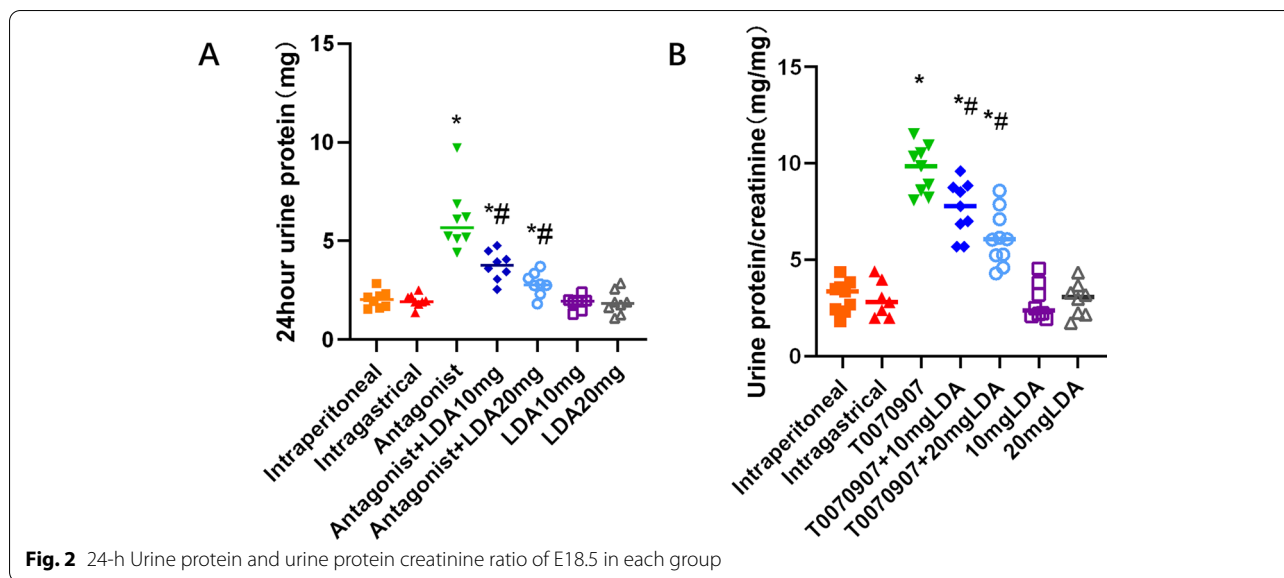 A
24hour urine protein（mg）
15
10
5
0
*
*#
*#
Intraperitoneal
Intragastrical
Antagonist
Antagonist+LDA10mg
Antagonist+LDA20mg
LDA10mg
LDA20mg
B
Urine protein/creatinine（mg/mg）
15
10
5
0
*
*#
*#
Intraperitoneal
Intragastrical
T0070907
T0070907+10mgLDA
T0070907+20mgLDA
10mgLDA
20mgLDA
Fig. 2 24-h Urine protein and urine protein creatinine ratio of E18.5 in each group